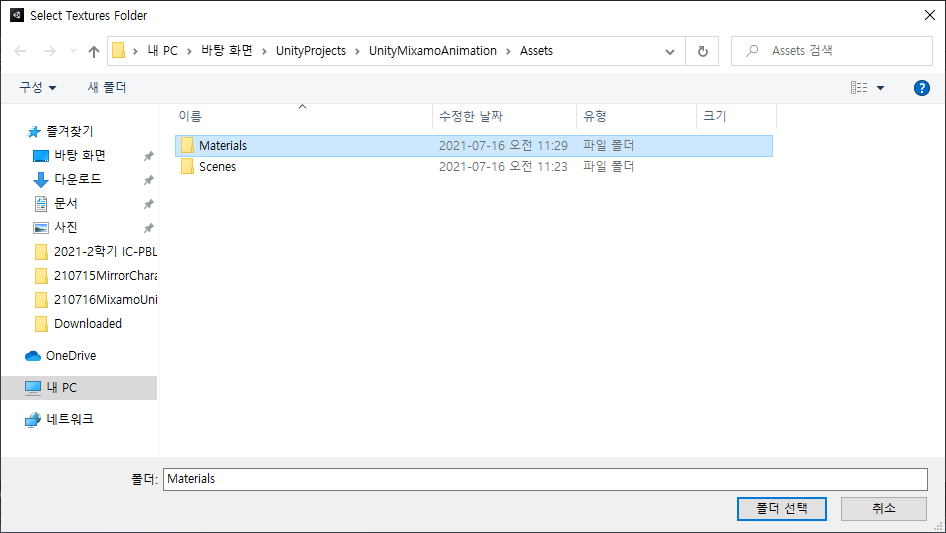 Select Textures Folder
내 PC > 바탕 화면 > UnityProjects > UnityMixamoAnimation > Assets
Assets 검색
구성
새 폴더
이름 수정한 날짜 유형 크기
Materials 2021-07-16 오전 11:29 파일 폴더
Scenes 2021-07-16 오전 11:23 파일 폴더
즐겨찾기
바탕 화면
다운로드
문서
사진
2021-2학기 IC-PBL
210715MirrorChara
210716MixamoUni
Downloaded
OneDrive
내 PC
네트워크
폴더: Materials
폴더 선택
취소